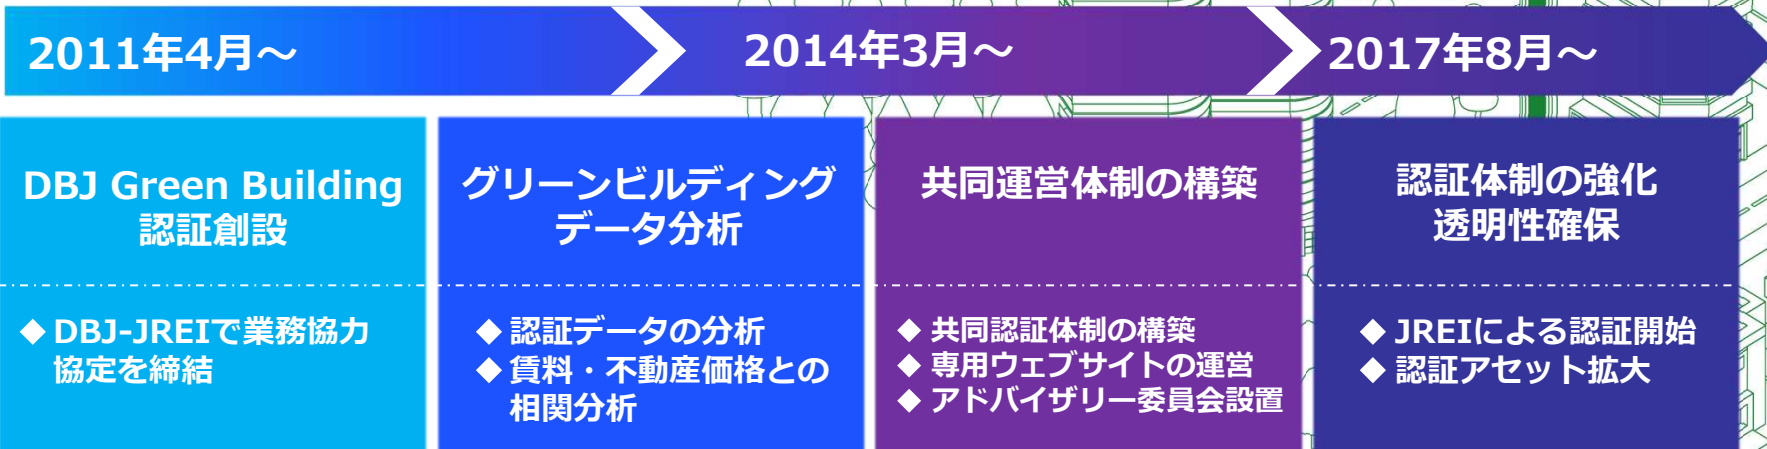 2011年4月～
2014年3月～
2017年8月～
DBJ Green Building
認証創設
◆ DBJ-JREIで業務協力
協定を締結
グリーンビルディング
データ分析
◆ 認証データの分析
◆ 賃料・不動産価格との
相関分析
共同運営体制の構築
◆ 共同認証体制の構築
◆ 専用ウェブサイトの運営
◆ アドバイザリー委員会設置
認証体制の強化
透明性確保
◆ JREIによる認証開始
◆ 認証アセット拡大